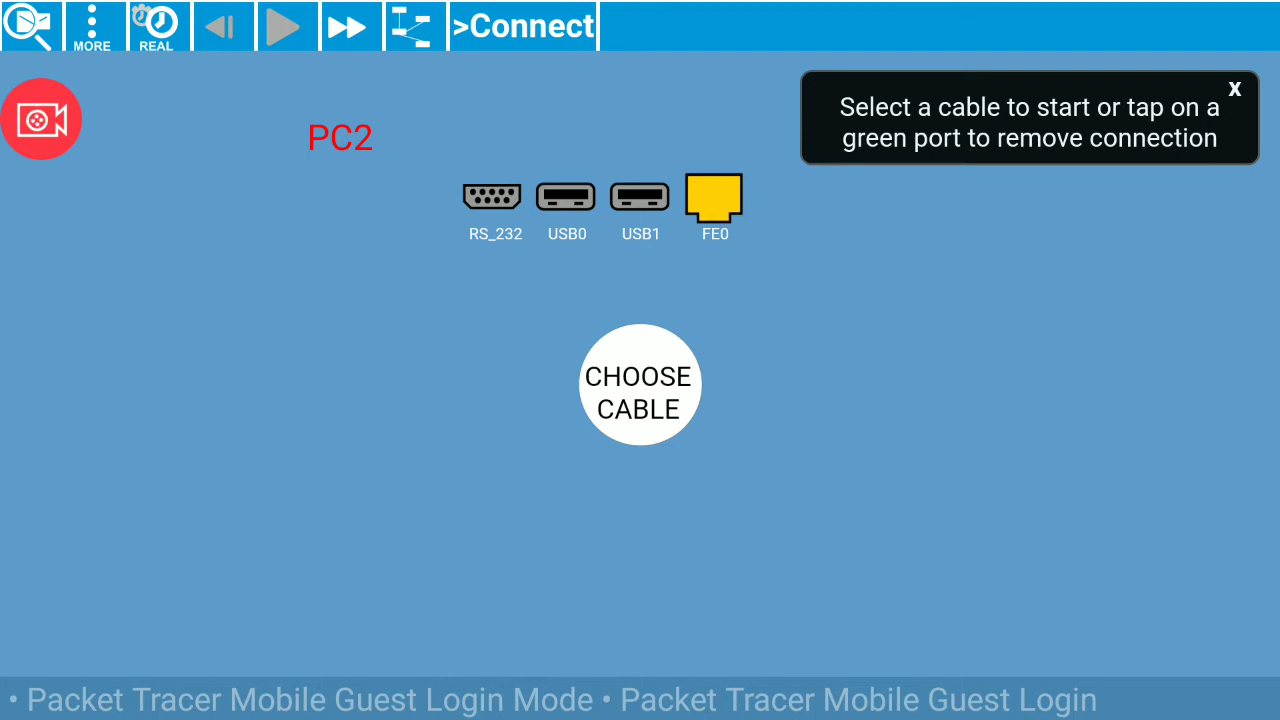 MORE
REAL
>Connect
x
Select a cable to start or tap on a
green port to remove connection
PC2
RS_232
USB0
USB1
FE0
CHOOSE
CABLE
• Packet Tracer Mobile Guest Login Mode • Packet Tracer Mobile Guest Login